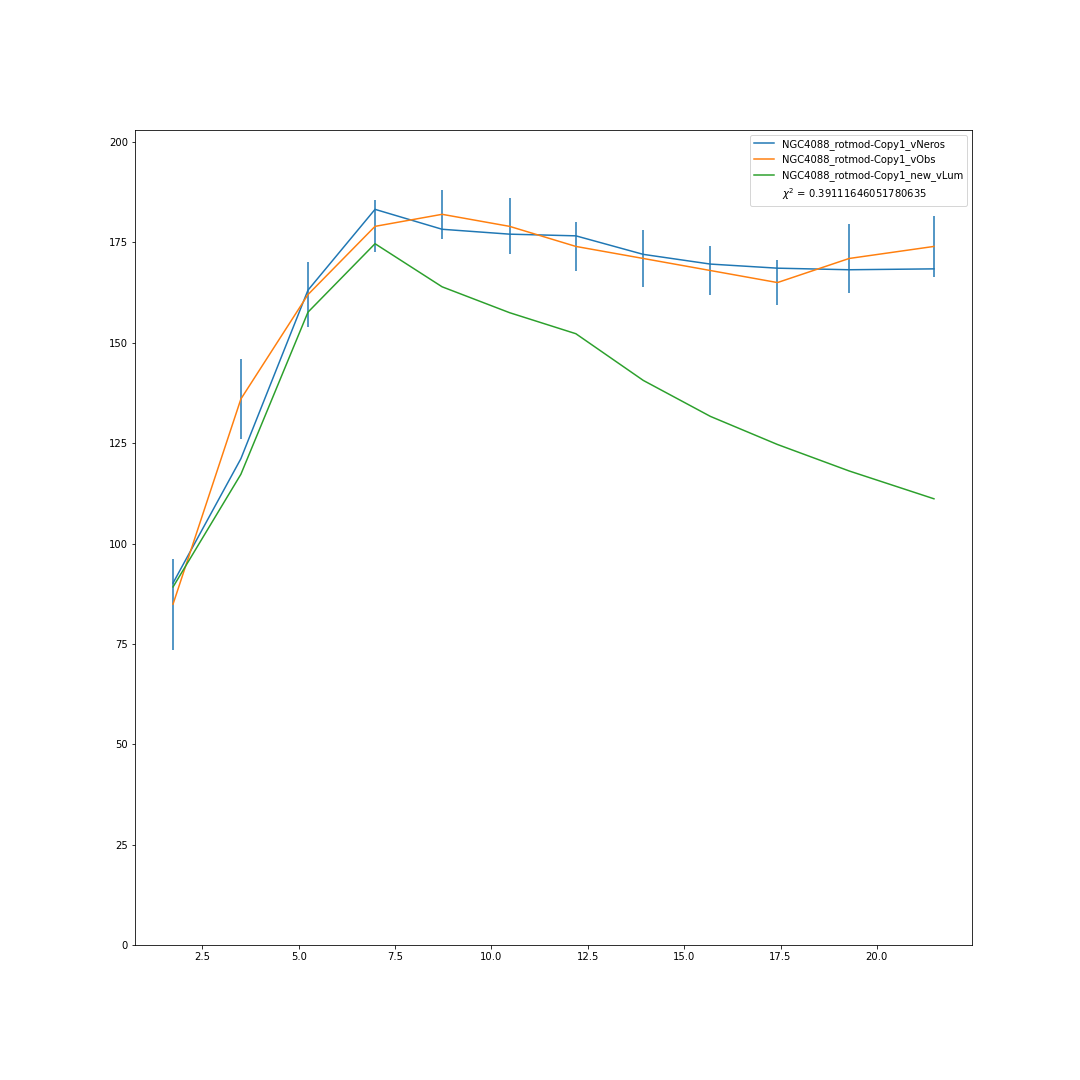 200
175
150
125
100
75
50
25
0
2.5 5.0 7.5 10.0 12.5 15.0 17.5 20.0
NGC4088_rotmod-Copy1_vNeros
NGC4088_rotmod-Copy1_vObs
NGC4088_rotmod-Copy1_new_vLum
χ² = 0.39111646051780635